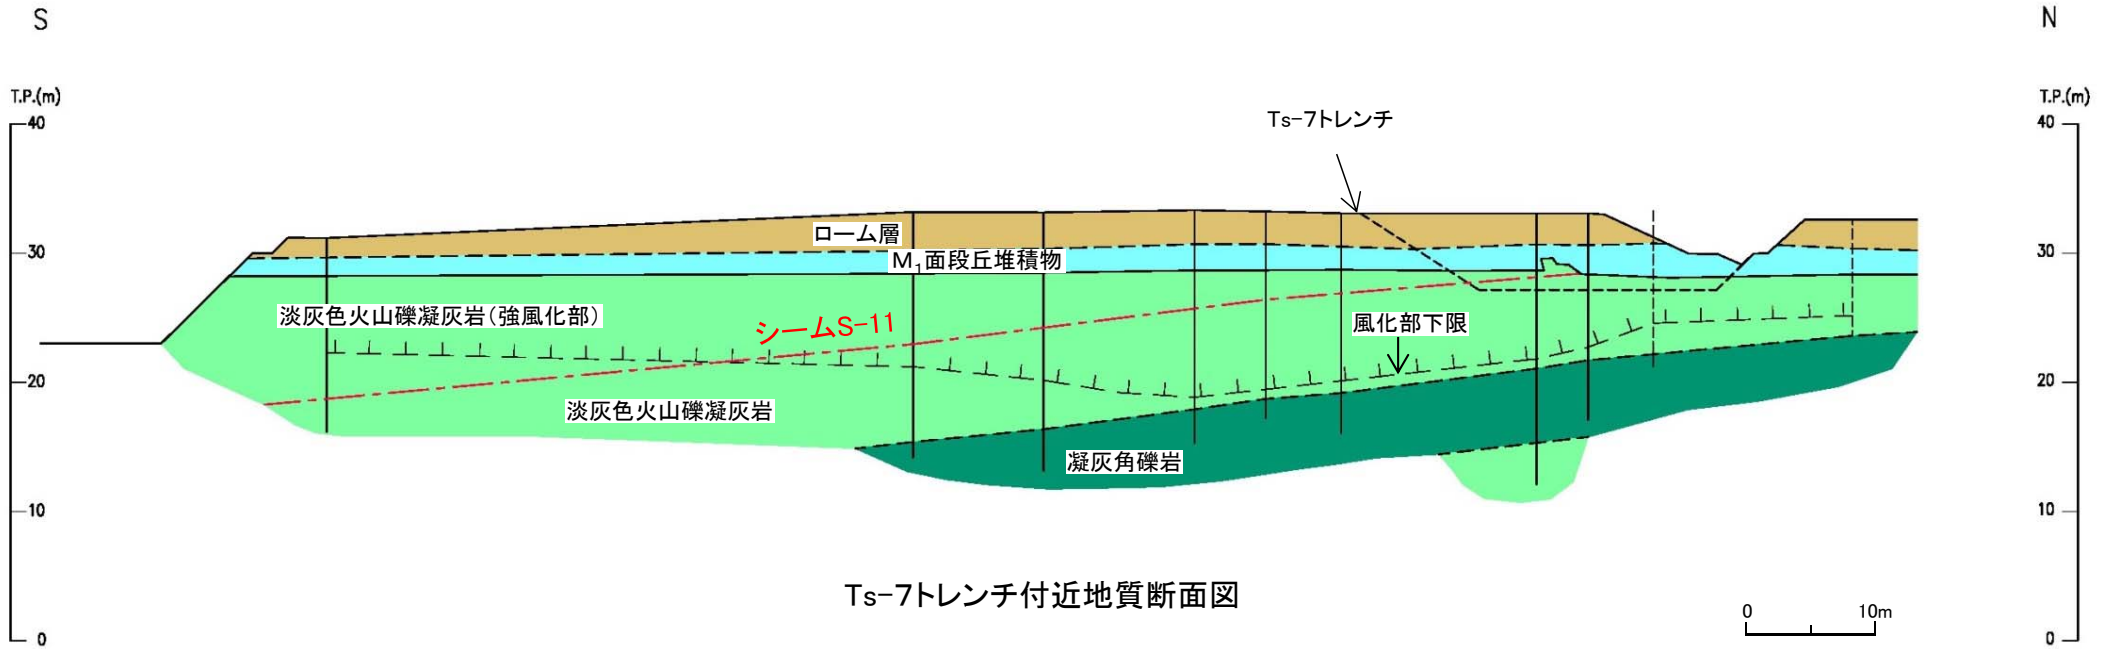 S
N
T.P.(m)
T.P.(m)
40
40
Ts-7トレンチ
ローム層
30
30
M₁面段丘堆積物
淡灰色火山礫凝灰岩(強風化部)
シームS-11
風化部下限
20
20
淡灰色火山礫凝灰岩
凝灰角礫岩
10
10
Ts-7トレンチ付近地質断面図
0 10m
0
0